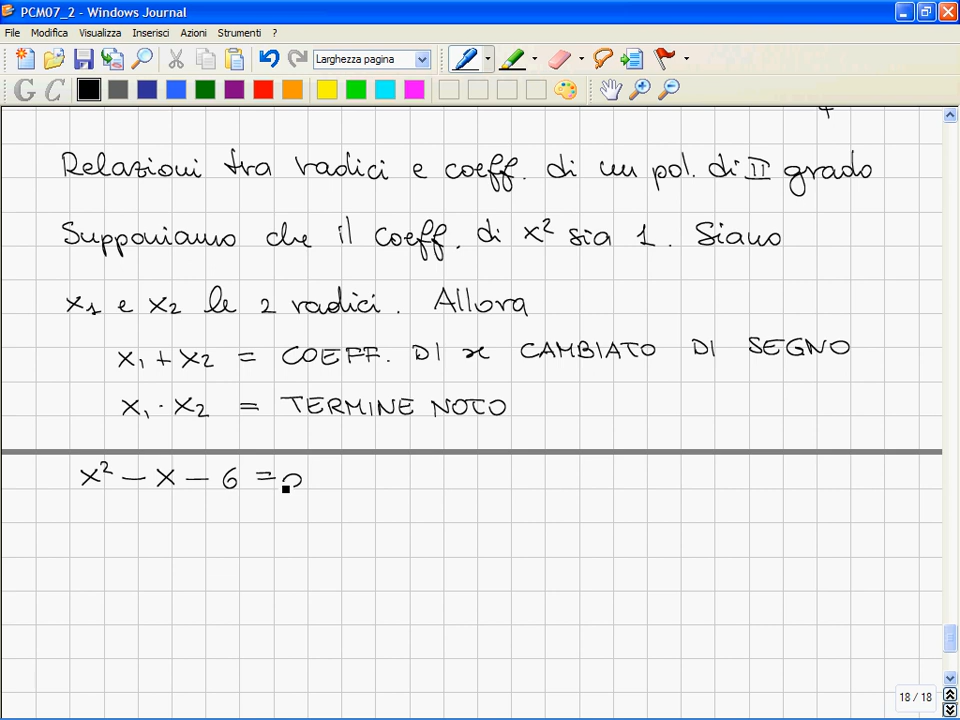 PCM07_2 - Windows Journal
File Modifica Visualizza Inserisci Azioni Strumenti ?
Larghezza pagina
G C
Relazioni tra radici e coeff. di un pol. di II grado
Supponiamo che il coeff. di x² sia 1. Siano
x₁ e x₂ le 2 radici. Allora
x₁ + x₂ = COEFF. DI x CAMBIATO DI SEGNO
x₁ · x₂ = TERMINE NOTO
x² - x - 6 = 0
18 / 18